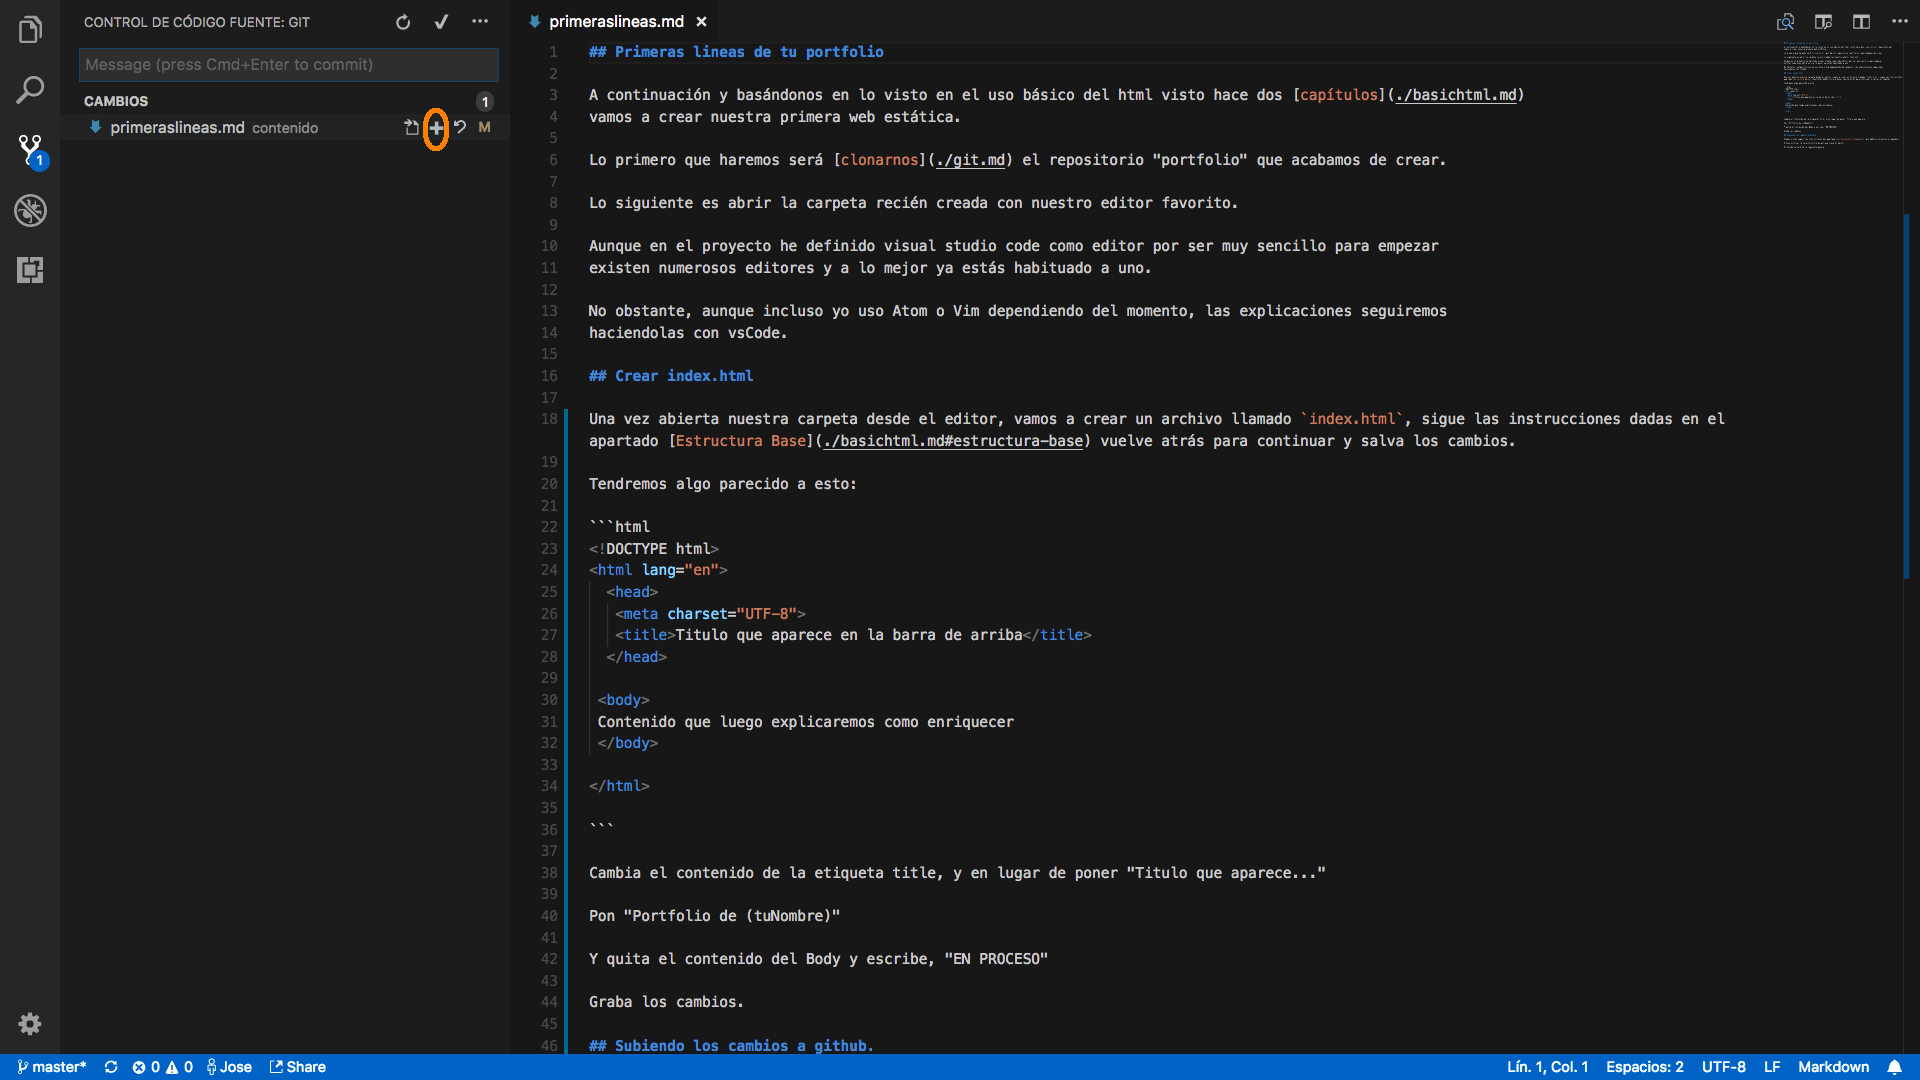 CONTROL DE CÓDIGO FUENTE: GIT
Message (press Cmd+Enter to commit)
CAMBIOS 1
primeraslineas.md contenido M
1
primeraslineas.md
1 ## Primeras lineas de tu portfolio
2
3 A continuación y basándonos en lo visto en el uso básico del html visto hace dos [capítulos](./basichtml.md)
4 vamos a crear nuestra primera web estática.
5
6 Lo primero que haremos será [clonarnos](./git.md) el repositorio "portfolio" que acabamos de crear.
7
8 Lo siguiente es abrir la carpeta recién creada con nuestro editor favorito.
9
10 Aunque en el proyecto he definido visual studio code como editor por ser muy sencillo para empezar
11 existen numerosos editores y a lo mejor ya estás habituado a uno.
12
13 No obstante, aunque incluso yo uso Atom o Vim dependiendo del momento, las explicaciones seguiremos
14 haciendolas con vsCode.
15
16 ## Crear index.html
17
18 Una vez abierta nuestra carpeta desde el editor, vamos a crear un archivo llamado `index.html`, sigue las instrucciones dadas en el
apartado [Estructura Base](./basichtml.md#estructura-base) vuelve atrás para continuar y salva los cambios.
19
20 Tendremos algo parecido a esto:
21
22 ```html
23 <!DOCTYPE html>
24 <html lang="en">
25 <head>
26 <meta charset="UTF-8">
27 <title>Titulo que aparece en la barra de arriba</title>
28 </head>
29
30 <body>
31 Contenido que luego explicaremos como enriquecer
32 </body>
33
34 </html>
35
36 ```
37
38 Cambia el contenido de la etiqueta title, y en lugar de poner "Titulo que aparece..."
39
40 Pon "Portfolio de (tuNombre)"
41
42 Y quita el contenido del Body y escribe, "EN PROCESO"
43
44 Graba los cambios.
45
46 ## Subiendo los cambios a github.
master* 0 0 Jose Share Lín. 1, Col. 1 Espacios: 2 UTF-8 LF Markdown